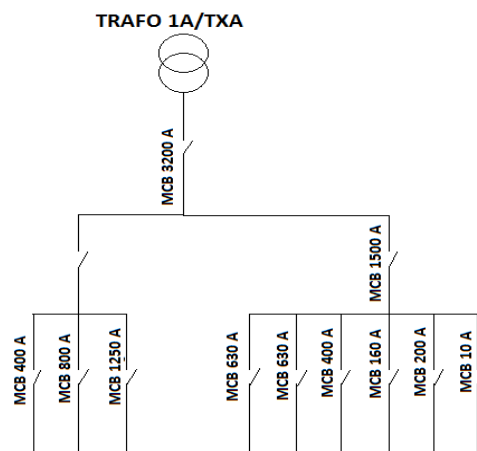 TRAFO 1A/TXA
MCB 3200 A
MCB 1500 A
MCB 400 A
MCB 800 A
MCB 1250 A
MCB 630 A
MCB 630 A
MCB 400 A
MCB 160 A
MCB 200 A
MCB 10 A